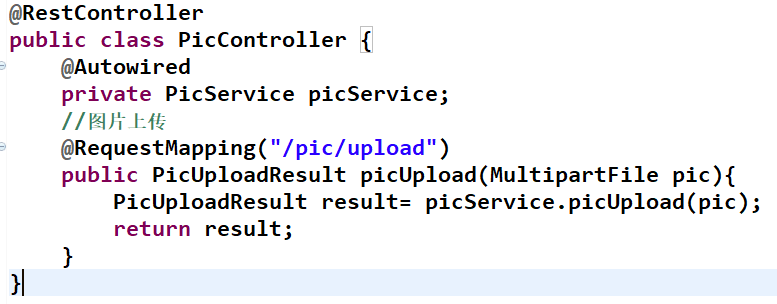 @RestController
public class PicController {
    @Autowired
    private PicService picService;
    //图片上传
    @RequestMapping("/pic/upload")
    public PicUploadResult picUpload(MultipartFile pic){
        PicUploadResult result= picService.picUpload(pic);
        return result;
    }
}